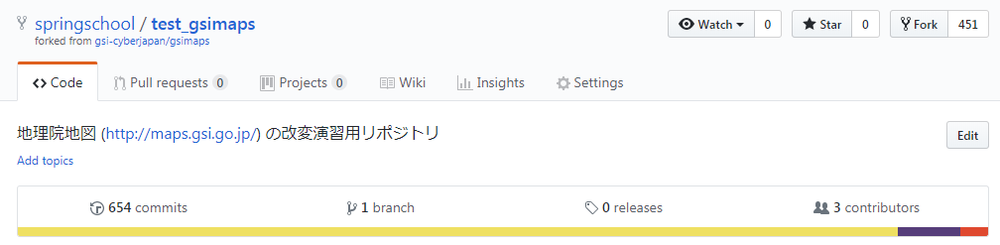 springschool / test_gsimaps
forked from gsi-cyberjapan/gsimaps
Watch 0 Star 0 Fork 451
Code Pull requests 0 Projects 0 Wiki Insights Settings
地理院地図 (http://maps.gsi.go.jp/) の改変演習用リポジトリ Edit
Add topics
654 commits 1 branch 0 releases 3 contributors